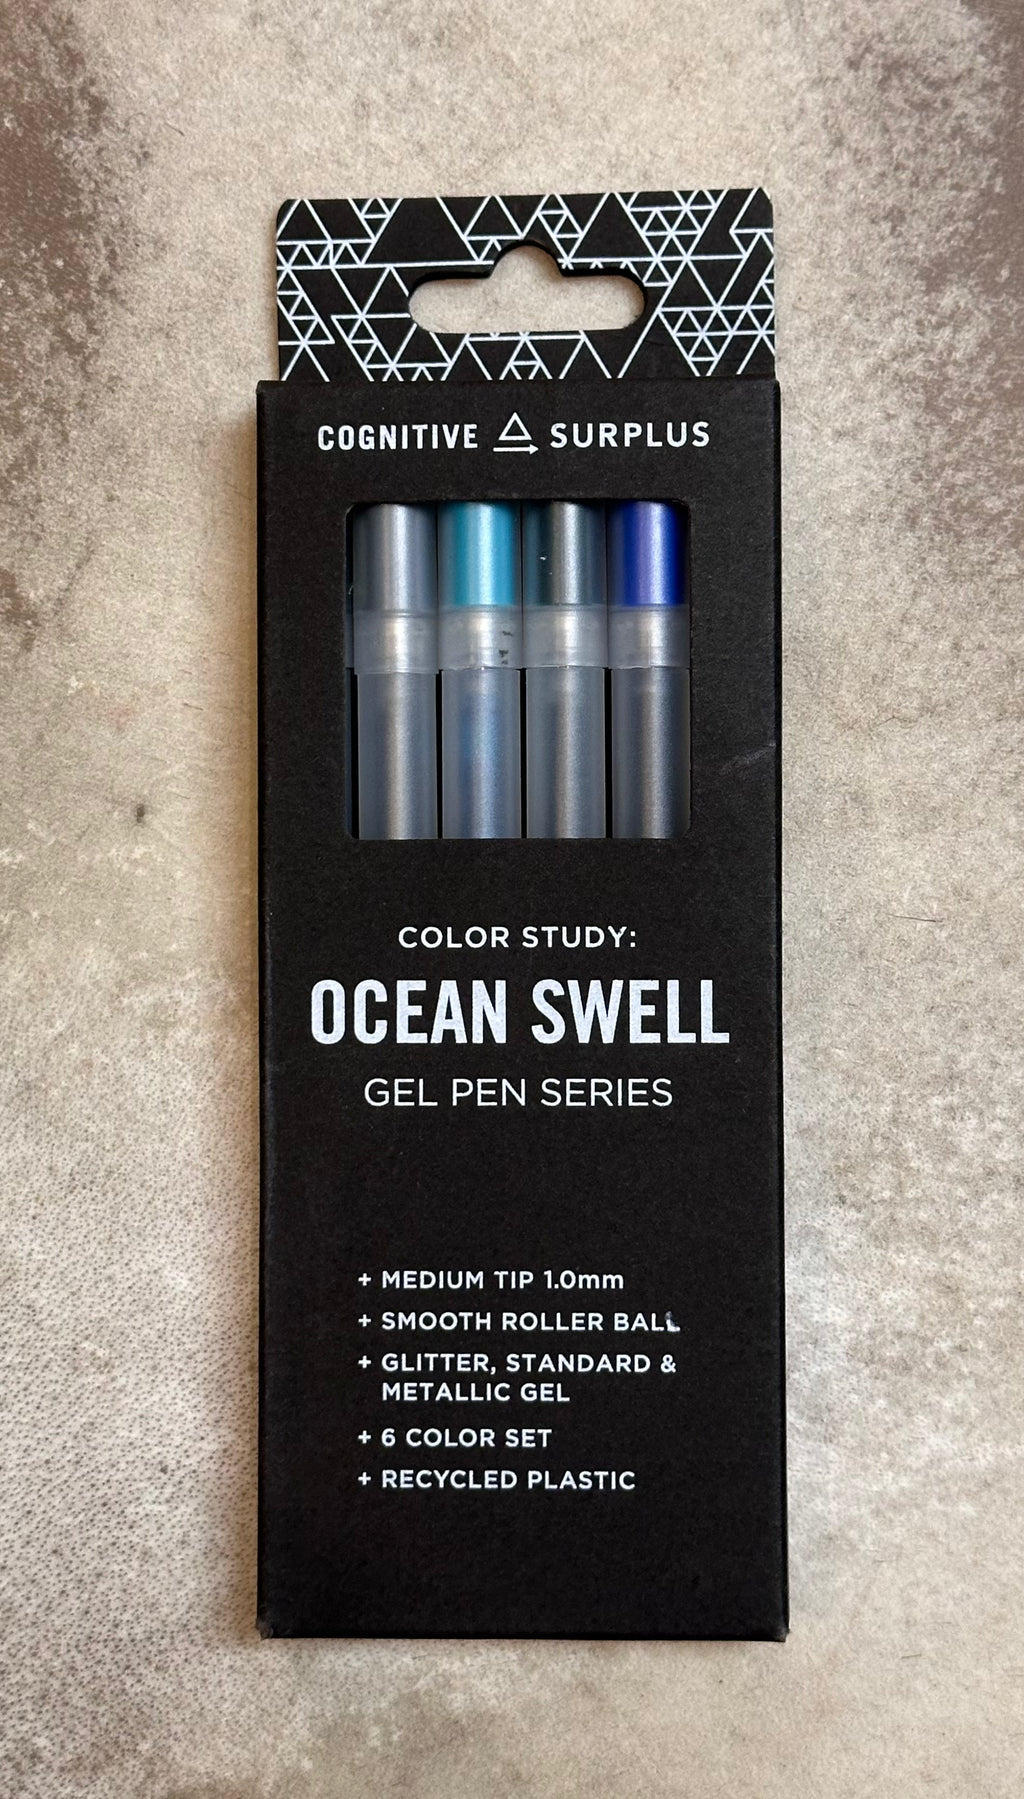 COGNITIVE SURPLUS
COLOR STUDY:
OCEAN SWELL
GEL PEN SERIES
+ MEDIUM TIP 1.0mm
+ SMOOTH ROLLER BALL
+ GLITTER, STANDARD &
METALLIC GEL
+ 6 COLOR SET
+ RECYCLED PLASTIC